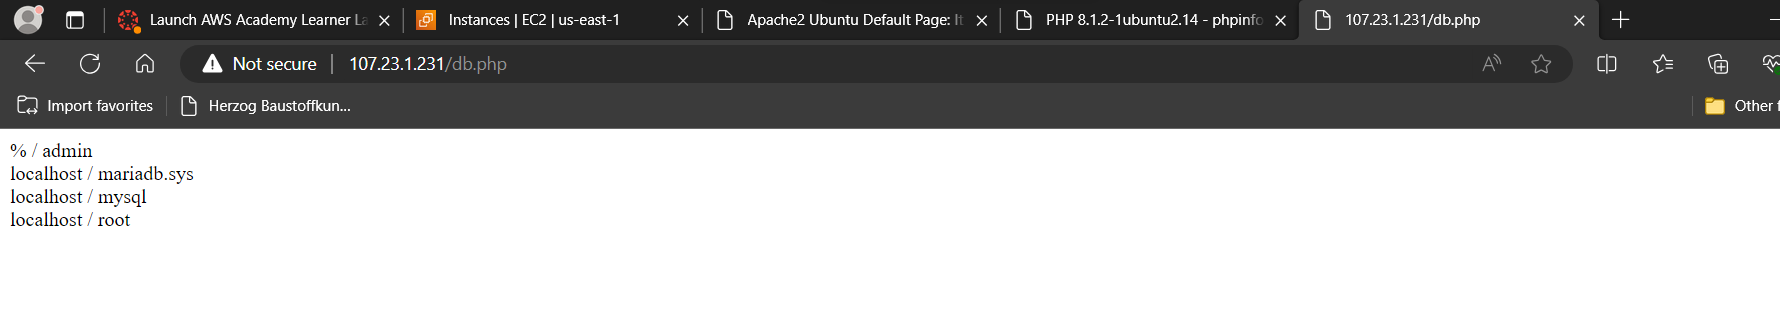 Launch AWS Academy Learner La
Instances | EC2 | us-east-1
Apache2 Ubuntu Default Page: It
PHP 8.1.2-1ubuntu2.14 - phpinfo
107.23.1.231/db.php
Not secure | 107.23.1.231/db.php
Import favorites
Herzog Baustoffkun...
Other f
% / admin
localhost / mariadb.sys
localhost / mysql
localhost / root